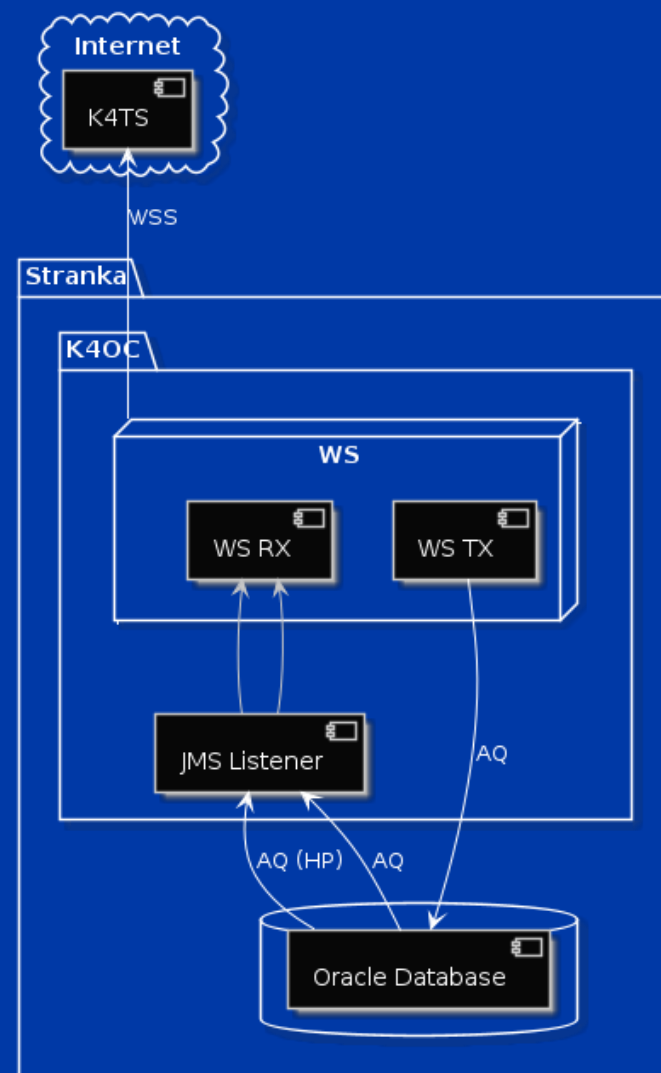 Internet
K4TS
WSS
Stranka
K4OC
WS
WS RX
WS TX
JMS Listener
AQ
AQ (HP)
AQ
Oracle Database